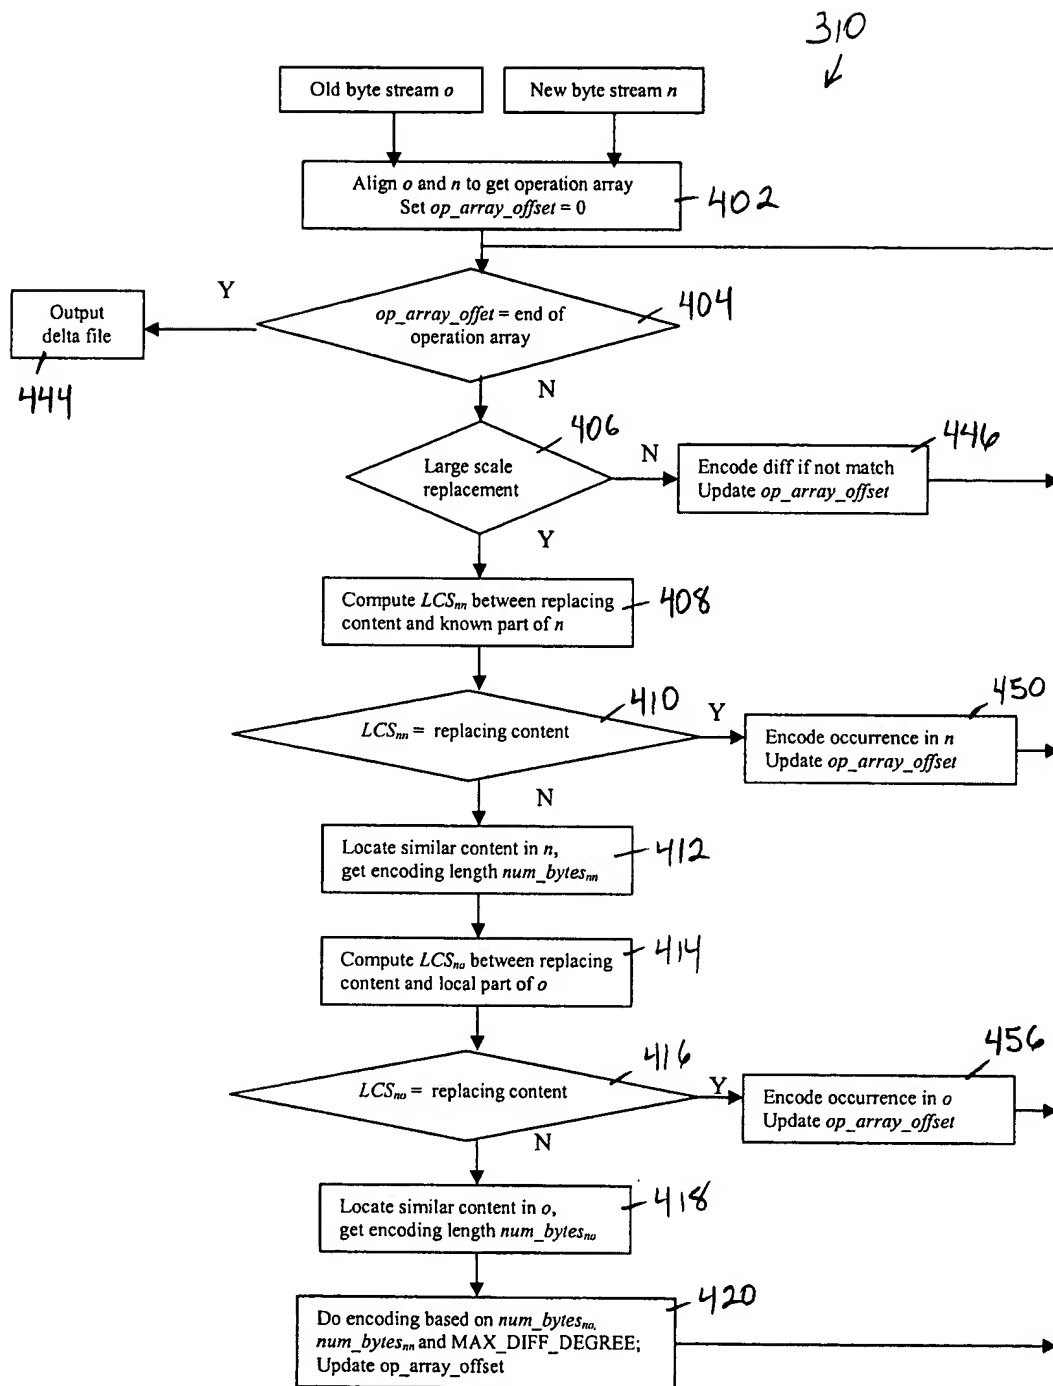 310
Old byte stream o
New byte stream n
Align o and n to get operation array
Set op_array_offset = 0
402
Y
op_array_offet = end of
operation array
404
Output
delta file
444
N
406
Large scale
replacement
N
446
Encode diff if not match
Update op_array_offset
Y
Compute LCSnn between replacing
content and known part of n
408
410
LCSnn = replacing content
Y
450
Encode occurrence in n
Update op_array_offset
N
Locate similar content in n,
get encoding length num_bytesnn
412
Compute LCSno between replacing
content and local part of o
414
416
LCSno = replacing content
Y
456
Encode occurrence in o
Update op_array_offset
N
Locate similar content in o,
get encoding length num_bytesno
418
Do encoding based on num_bytesno,
num_bytesnn and MAX_DIFF_DEGREE;
Update op_array_offset
420